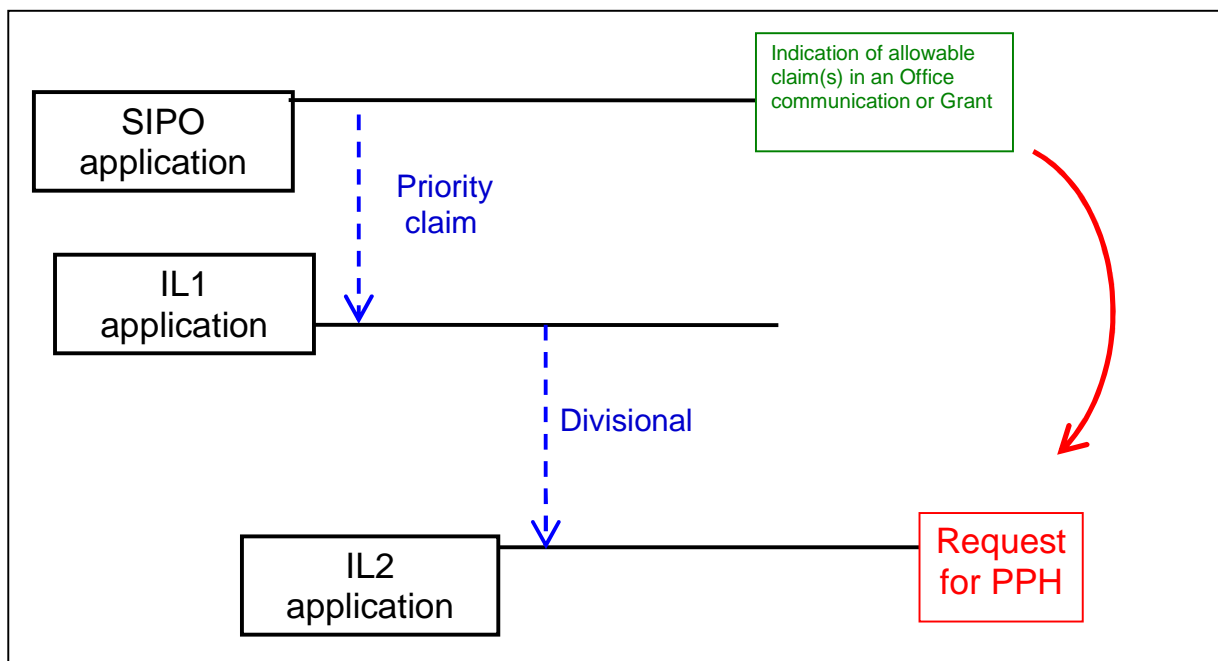 Indication of allowable
claim(s) in an Office
communication or Grant
SIPO
application
Priority
claim
IL1
application
Divisional
IL2
application
Request
for PPH